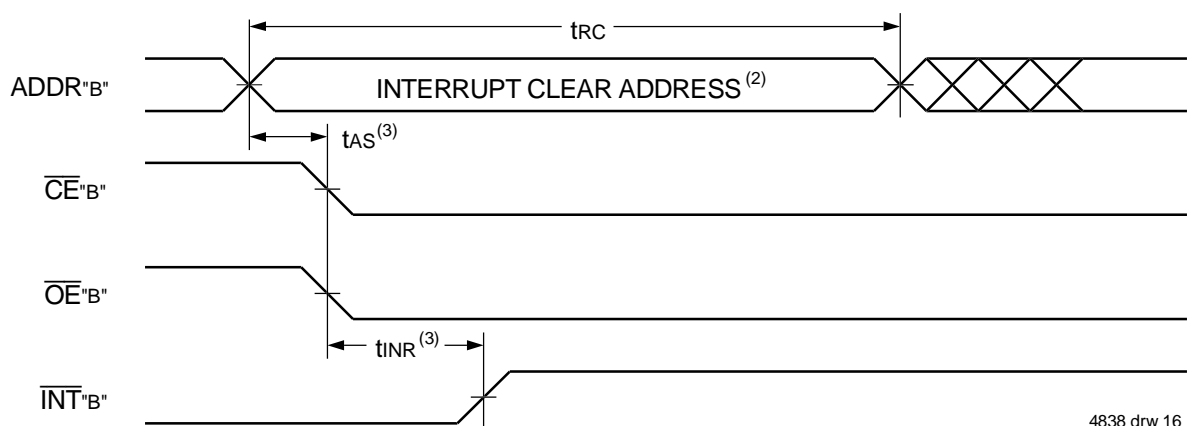 tRC
ADDR"B"
INTERRUPT CLEAR ADDRESS(2)
tAS(3)
CE"B"
OE"B"
tINR(3)
INT"B"
4838 drw 16